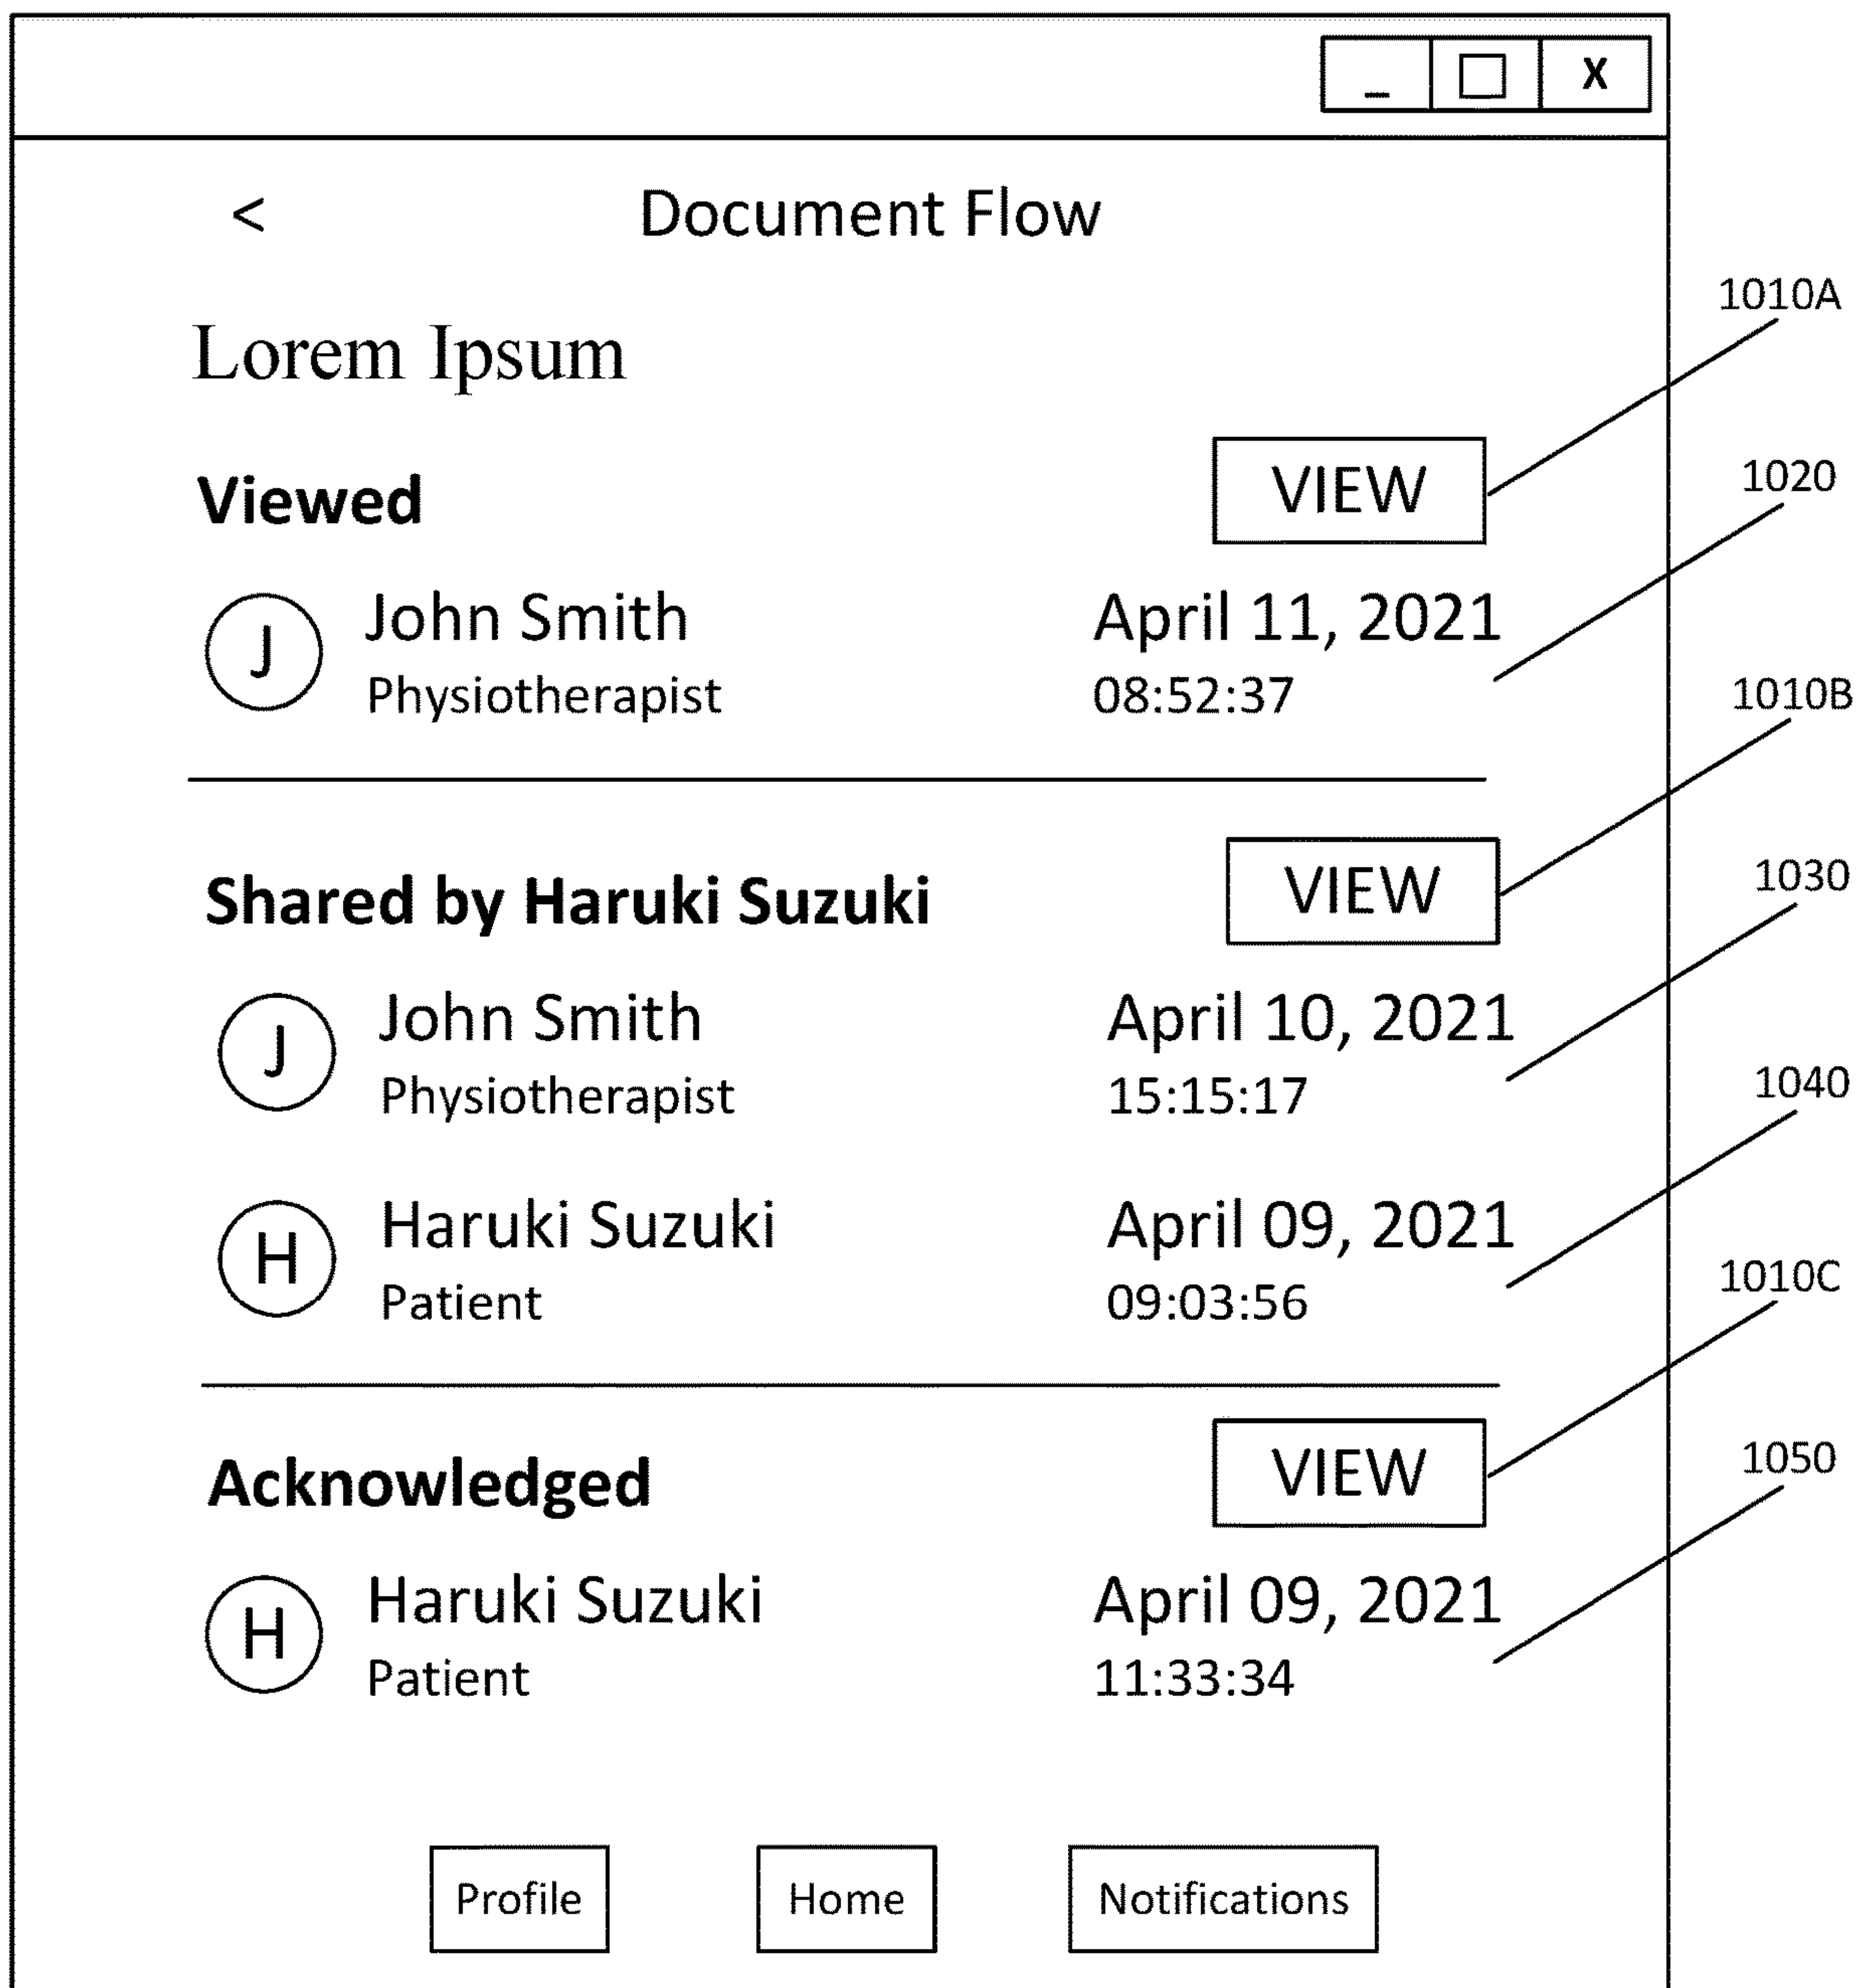 _ □ X
< Document Flow
1010A
Lorem Ipsum
Viewed VIEW
1020
J John Smith April 11, 2021
Physiotherapist 08:52:37
1010B
Shared by Haruki Suzuki VIEW
1030
J John Smith April 10, 2021
Physiotherapist 15:15:17
1040
H Haruki Suzuki April 09, 2021
Patient 09:03:56
1010C
Acknowledged VIEW
1050
H Haruki Suzuki April 09, 2021
Patient 11:33:34
Profile Home Notifications